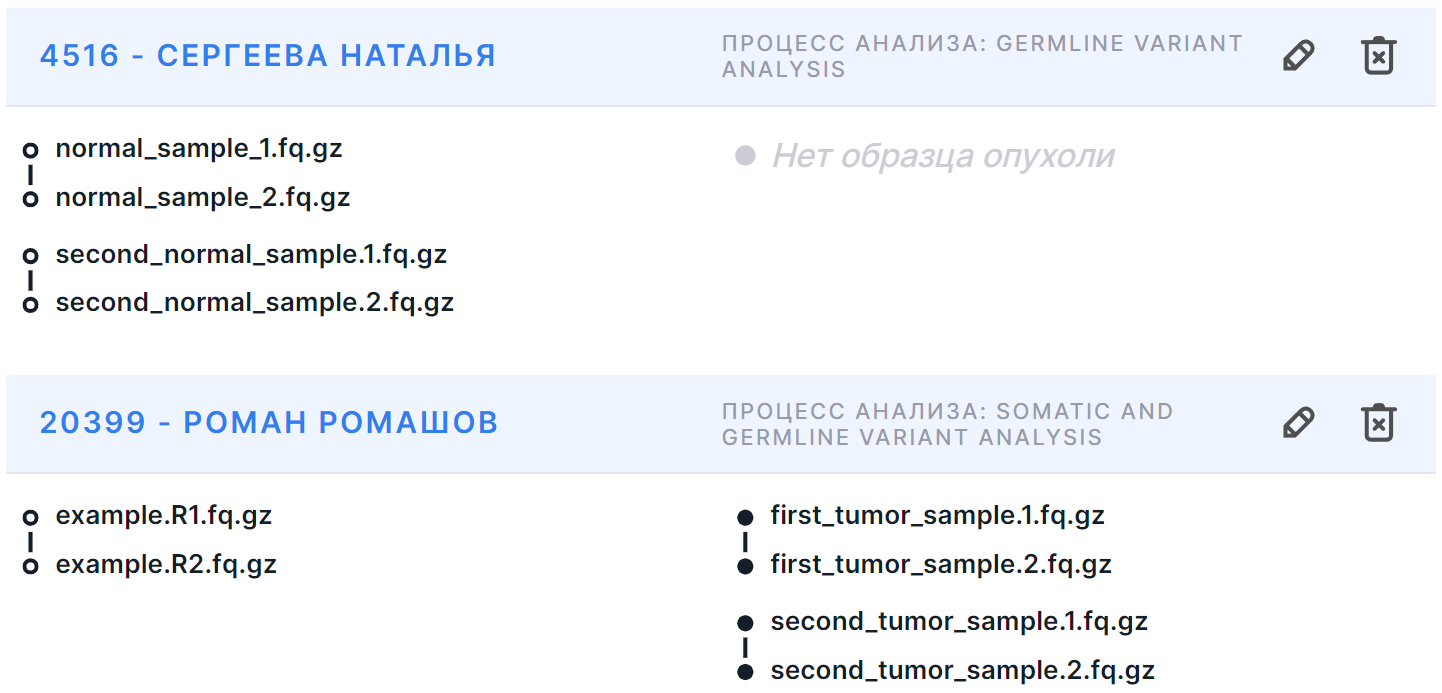 4516 - СЕРГЕЕВА НАТАЛЬЯ
ПРОЦЕСС АНАЛИЗА: GERMLINE VARIANT
ANALYSIS
normal_sample_1.fq.gz
normal_sample_2.fq.gz
second_normal_sample.1.fq.gz
second_normal_sample.2.fq.gz
Нет образца опухоли
20399 - РОМАН РОМАШОВ
ПРОЦЕСС АНАЛИЗА: SOMATIC AND
GERMLINE VARIANT ANALYSIS
example.R1.fq.gz
example.R2.fq.gz
first_tumor_sample.1.fq.gz
first_tumor_sample.2.fq.gz
second_tumor_sample.1.fq.gz
second_tumor_sample.2.fq.gz